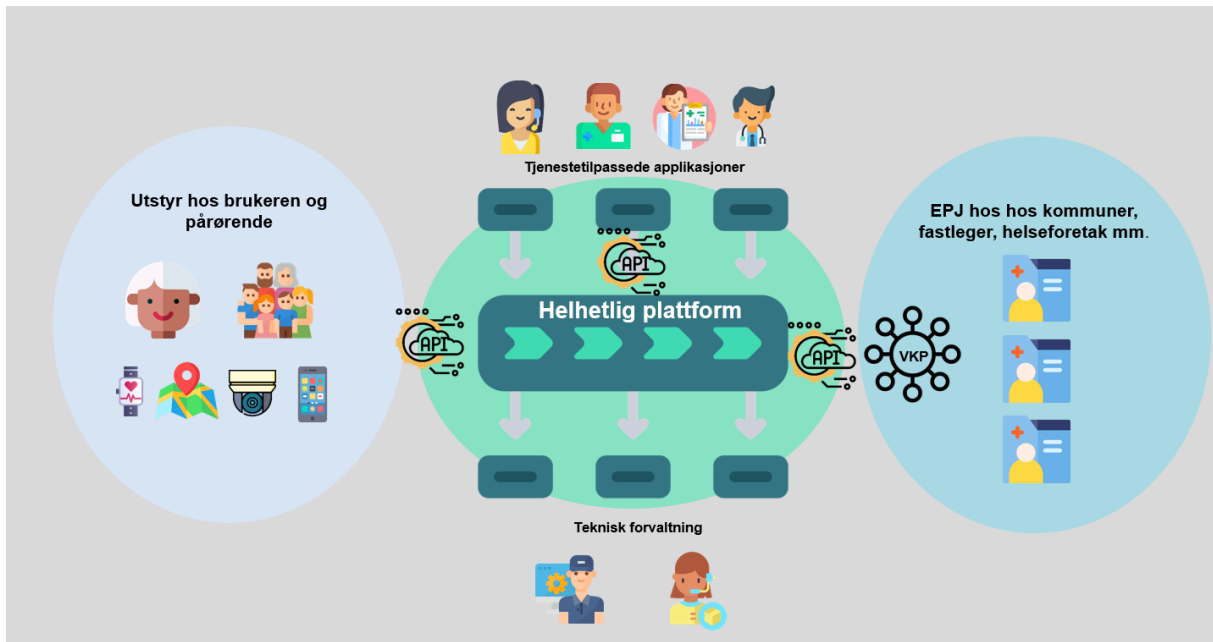 Tjenestetilpassede applikasjoner
Utstyr hos brukeren og
pårørende
EPJ hos hos kommuner,
fastleger, helseforetak mm.
API
Helhetlig plattform
API
API
VKP
Teknisk forvaltning